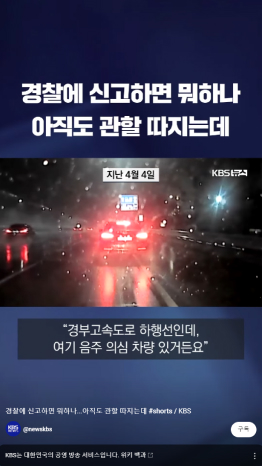 경찰에 신고하면 뭐하나
아직도 관할 따지는데
지난 4월 4일
KBS뉴스
“경부고속도로 하행선인데,
여기 음주 의심 차량 있거든요”
경찰에 신고하면 뭐하나...아직도 관할 따지는데 #shorts / KBS
@newskbs
구독
KBS는 대한민국의 공영 방송 서비스입니다. 위키 백과